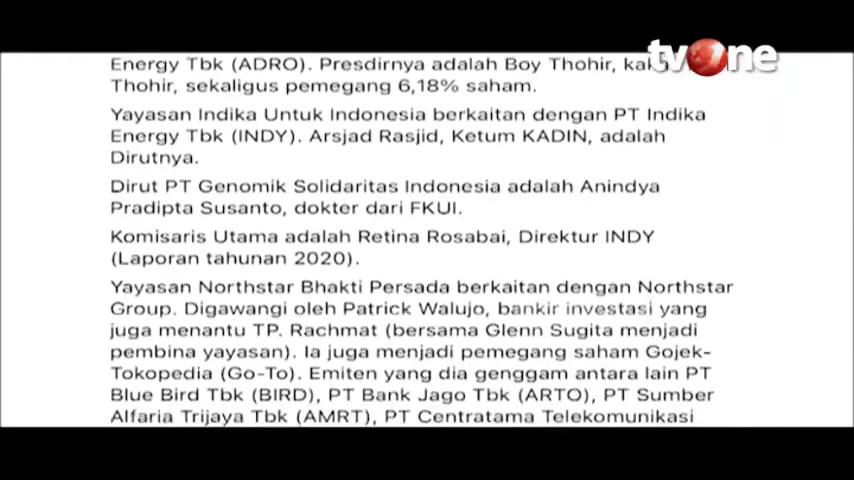 tvOne
Energy Tbk (ADRO). Presdirnya adalah Boy Thohir,
Thohir, sekaligus pemegang 6,18% saham.
Yayasan Indika Untuk Indonesia berkaitan dengan PT Indika
Energy Tbk (INDY). Arsjad Rasjid, Ketum KADIN, adalah
Dirutnya.
Dirut PT Genomik Solidaritas Indonesia adalah Anindya
Pradipta Susanto, dokter dari FKUI.
Komisaris Utama adalah Retina Rosabai, Direktur INDY
(Laporan tahunan 2020).
Yayasan Northstar Bhakti Persada berkaitan dengan Northstar
Group. Digawangi oleh Patrick Walujo, bankir investasi yang
juga menantu TP. Rachmat (bersama Glenn Sugita menjadi
pembina yayasan). Ia juga menjadi pemegang saham Gojek-
Tokopedia (Go-To). Emiten yang dia genggam antara lain PT
Blue Bird Tbk (BIRD), PT Bank Jago Tbk (ARTO), PT Sumber
Alfaria Trijaya Tbk (AMRT), PT Centratama Telekomunikasi